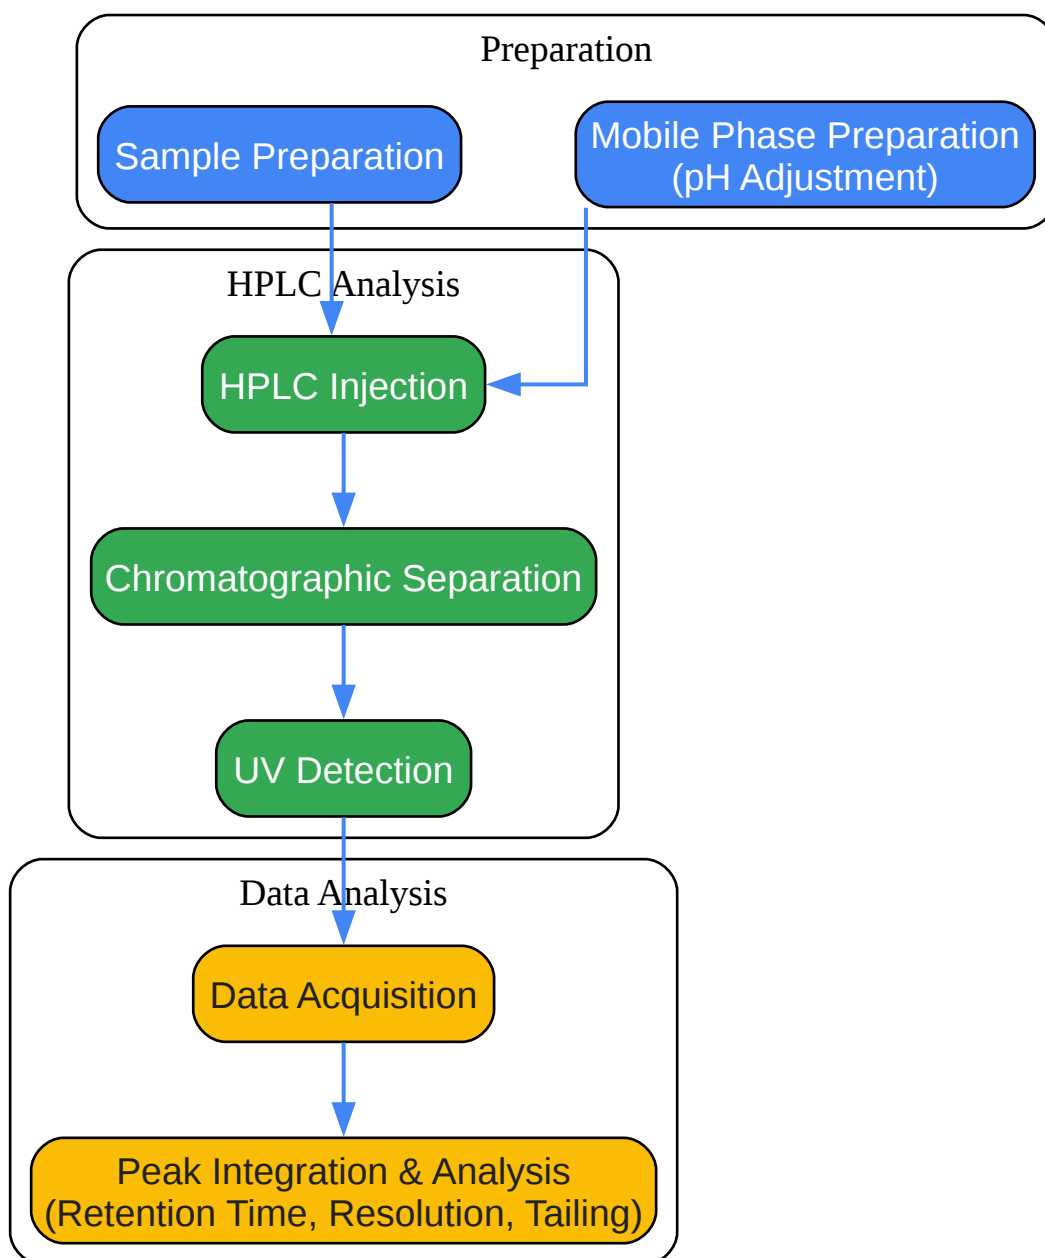 Preparation
Sample Preparation
Mobile Phase Preparation
(pH Adjustment)
HPLC Analysis
HPLC Injection
Chromatographic Separation
UV Detection
Data Analysis
Data Acquisition
Peak Integration & Analysis
(Retention Time, Resolution, Tailing)